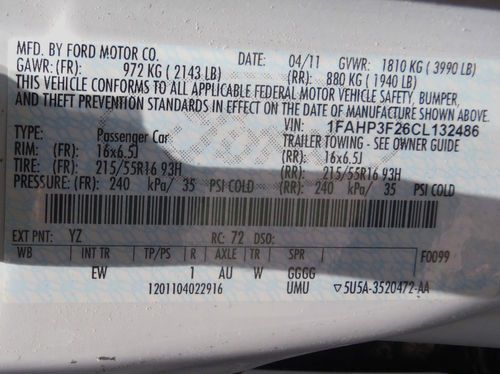 MFD. BY FORD MOTOR CO. DATE: 04/11 GVWR: 1810 KG ( 3990 LB)
GAWR: (FR): 972 KG ( 2143 LB) (RR): 880 KG ( 1940 LB)
THIS VEHICLE CONFORMS TO ALL APPLICABLE FEDERAL MOTOR VEHICLE SAFETY, BUMPER,
AND THEFT PREVENTION STANDARDS IN EFFECT ON THE DATE OF MANUFACTURE SHOWN ABOVE.
VIN: 1FAHP3F26CL132486
TYPE: Passenger Car TRAILER TOWING - SEE OWNER GUIDE
RIM: (FR): 16x6.5J (RR): 16x6.5J
TIRE: (FR): 215/55R16 93H (RR): 215/55R16 93H
PRESSURE: (FR): 240 kPa/ 35 PSI COLD (RR): 240 kPa/ 35 PSI COLD
EXT PNT: YZ RC: 72 DSO: F0099
WB INT TR TP/PS R AXLE TR SPR
EW 1 AU W GGGG
1201104022916 UMU ▽5U5A-3520472-AA